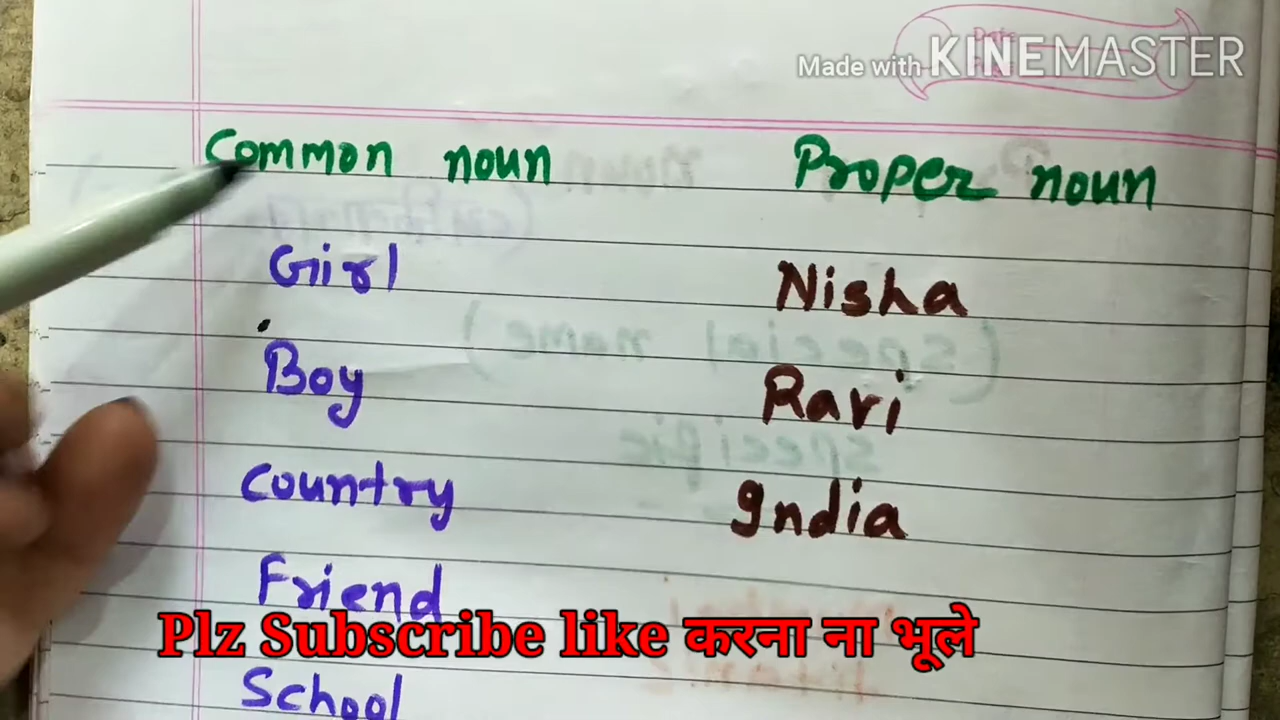 Date
Made with KINEMASTER
Common noun Proper noun
Girl Nisha
Boy Ravi
Country India
Friend
Plz Subscribe like करना ना भूले
School